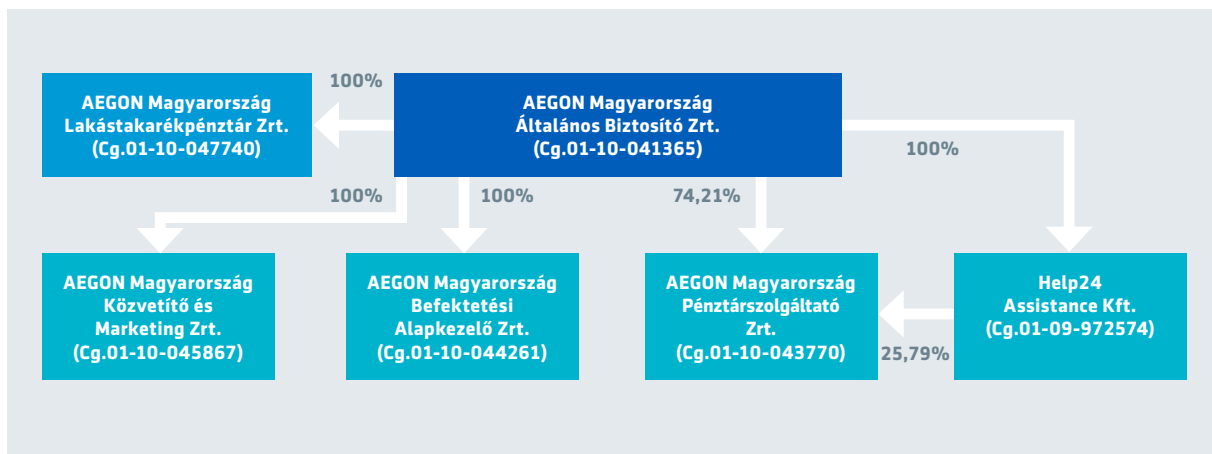 100%
AEGON Magyarország
Lakástakarékpénztár Zrt.
(Cg.01-10-047740)
AEGON Magyarország
Általános Biztosító Zrt.
(Cg.01-10-041365)
100%
100%
100%
74,21%
AEGON Magyarország
Közvetítő és
Marketing Zrt.
(Cg.01-10-045867)
AEGON Magyarország
Befektetési
Alapkezelő Zrt.
(Cg.01-10-044261)
AEGON Magyarország
Pénztárszolgáltató
Zrt.
(Cg.01-10-043770)
25,79%
Help24
Assistance Kft.
(Cg.01-09-972574)